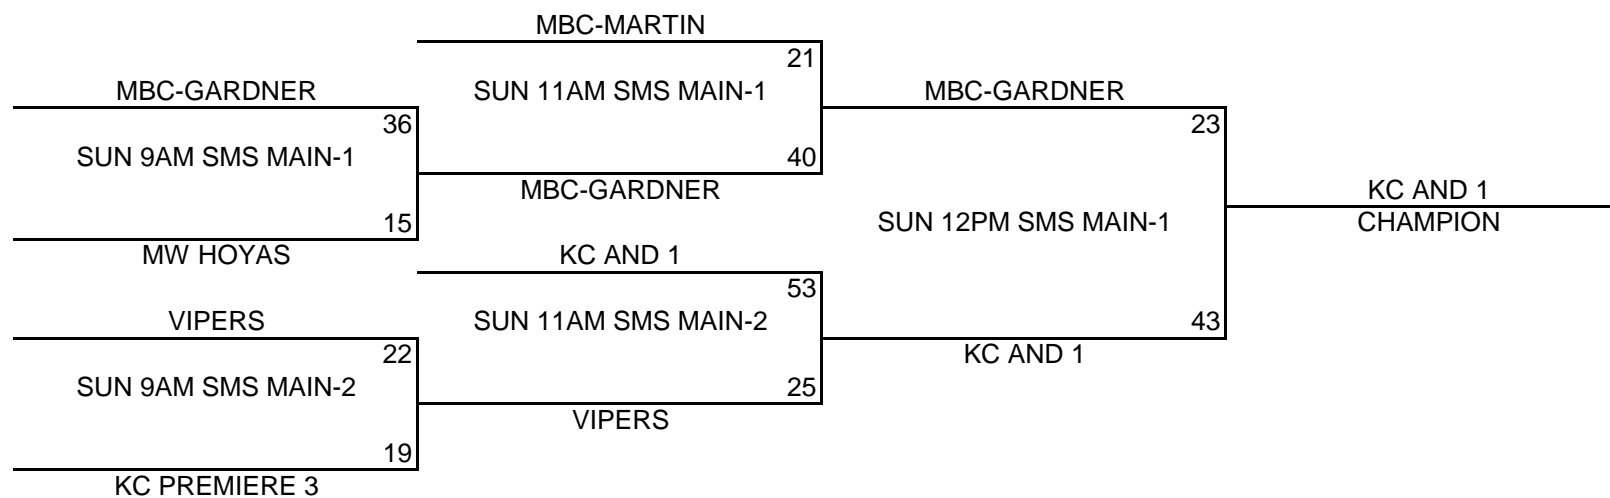 MBC-MARTIN
21
MBC-GARDNER
SUN 11AM SMS MAIN-1
MBC-GARDNER
36
23
SUN 9AM SMS MAIN-1
40
MBC-GARDNER
KC AND 1
15
SUN 12PM SMS MAIN-1
CHAMPION
MW HOYAS
KC AND 1
53
VIPERS
SUN 11AM SMS MAIN-2
43
22
KC AND 1
SUN 9AM SMS MAIN-2
25
VIPERS
19
KC PREMIERE 3